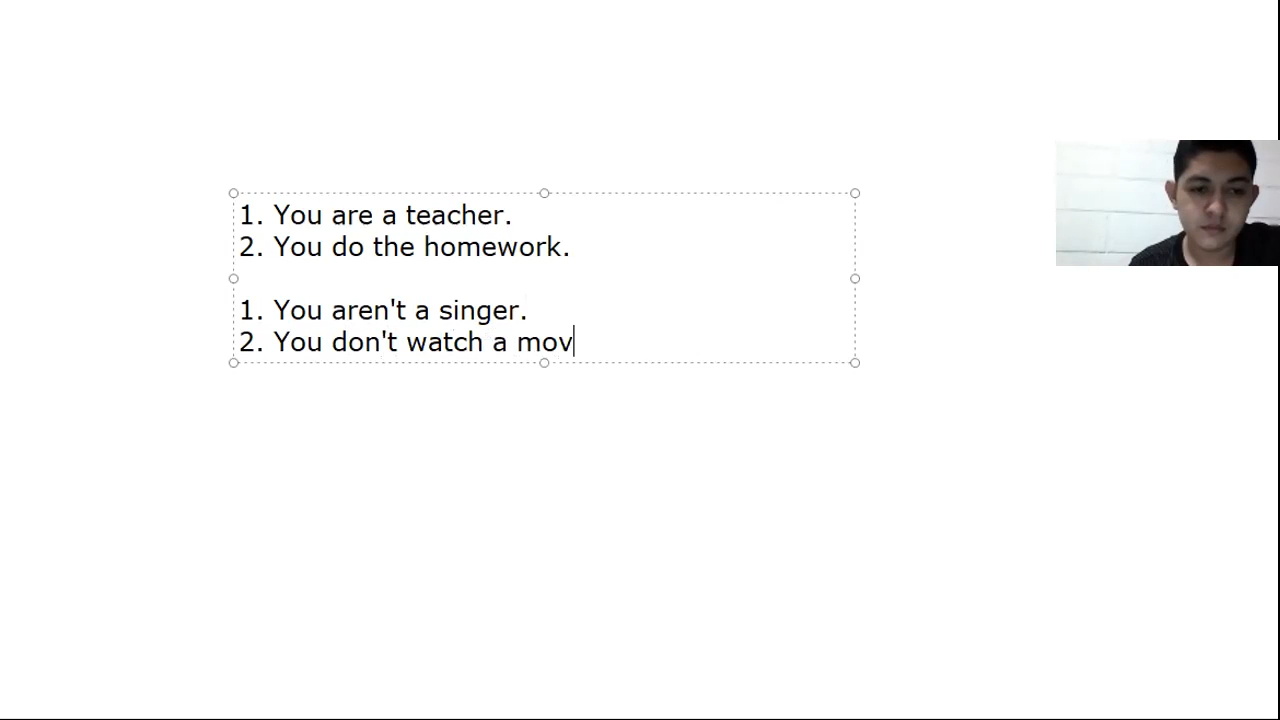 1. You are a teacher.
2. You do the homework.
1. You aren't a singer.
2. You don't watch a mov